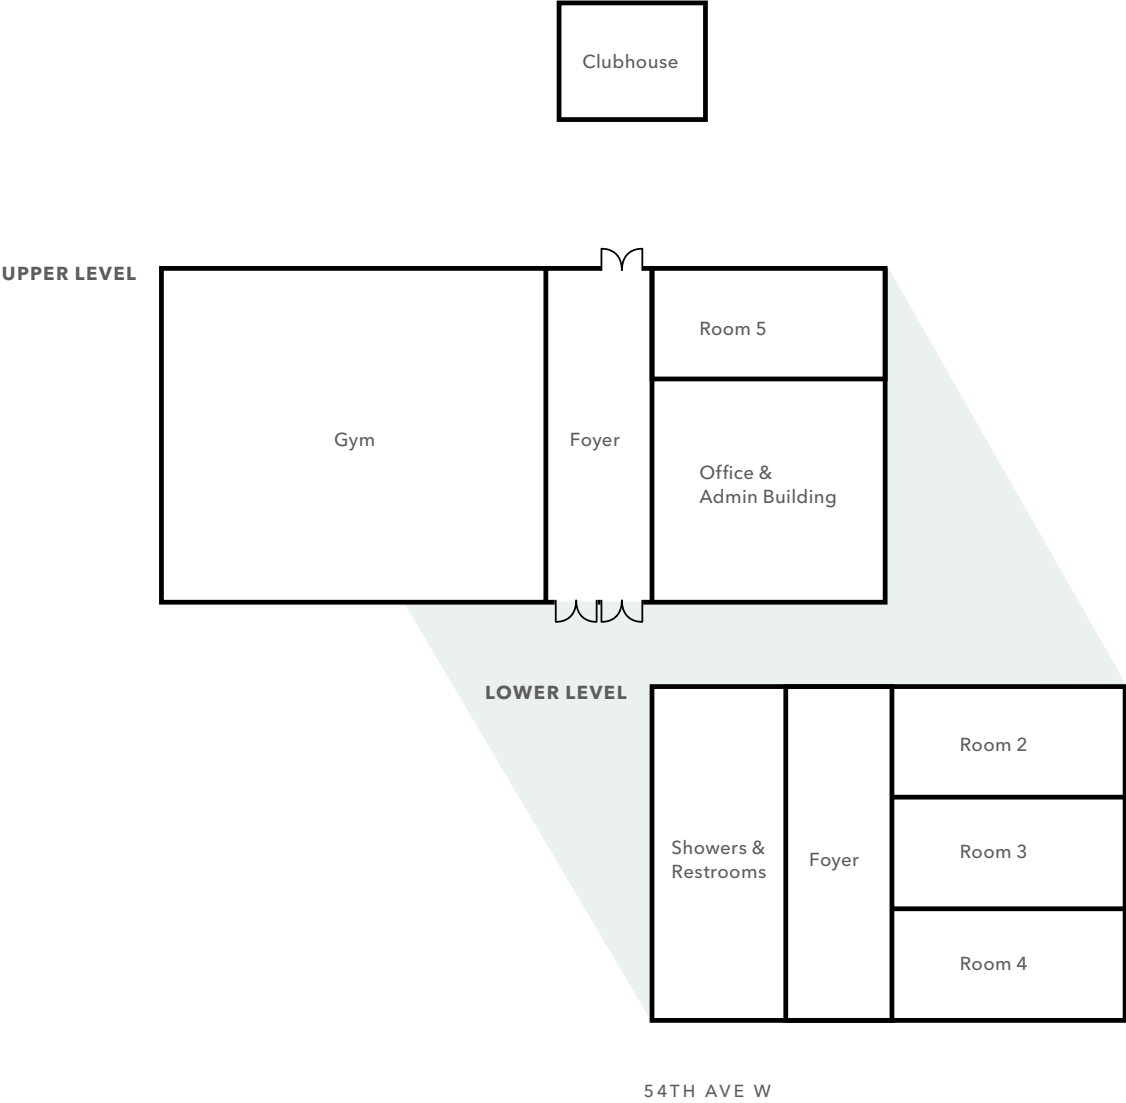 Clubhouse
UPPER LEVEL
Room 5
Gym
Foyer
Office &
Admin Building
LOWER LEVEL
Room 2
Showers &
Restrooms
Foyer
Room 3
Room 4
54TH AVE W